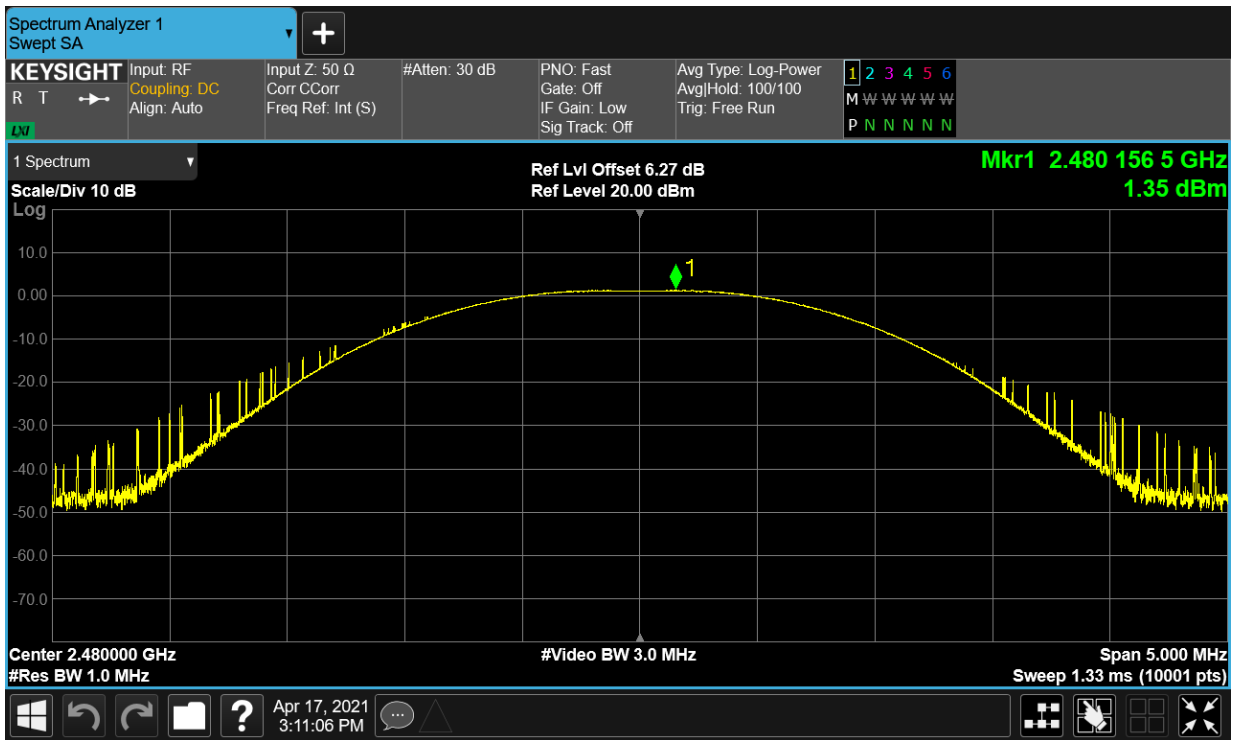 Spectrum Analyzer 1
Swept SA
+
KEYSIGHT
R T
LXI
Input: RF
Coupling: DC
Align: Auto
Input Z: 50 Ω
Corr CCorr
Freq Ref: Int (S)
#Atten: 30 dB
PNO: Fast
Gate: Off
IF Gain: Low
Sig Track: Off
Avg Type: Log-Power
Avg|Hold: 100/100
Trig: Free Run
1 2 3 4 5 6
M W W W W W
P N N N N N
1 Spectrum
Scale/Div 10 dB
Log
Ref Lvl Offset 6.27 dB
Ref Level 20.00 dBm
Mkr1 2.480 156 5 GHz
1.35 dBm
1
10.0
0.00
-10.0
-20.0
-30.0
-40.0
-50.0
-60.0
-70.0
Center 2.480000 GHz
#Res BW 1.0 MHz
#Video BW 3.0 MHz
Span 5.000 MHz
Sweep 1.33 ms (10001 pts)
?
Apr 17, 2021
3:11:06 PM